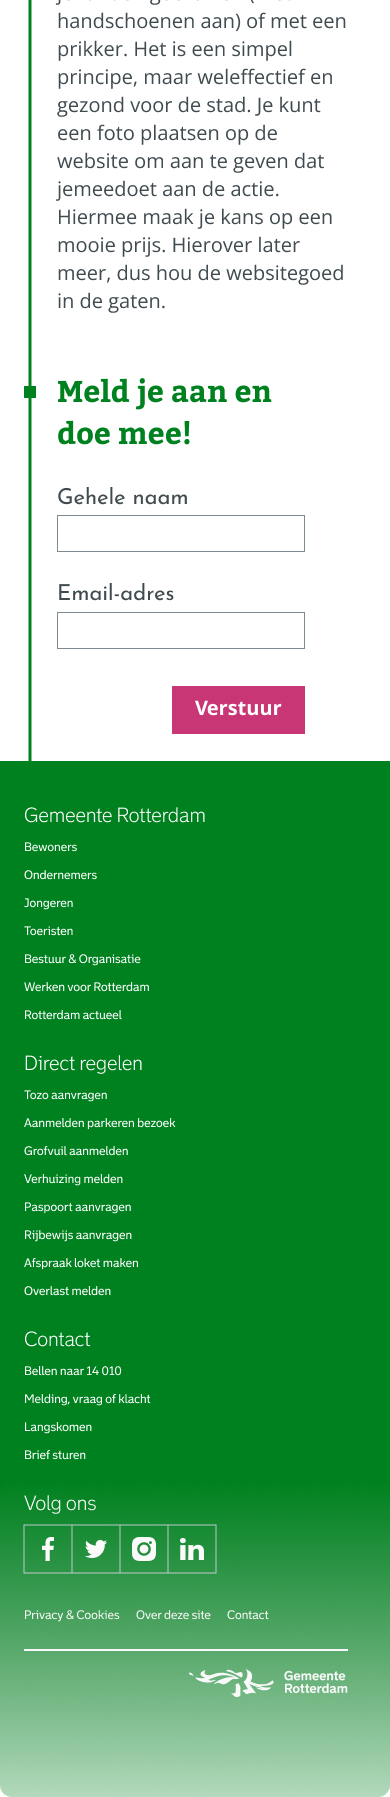 handschoenen aan) of met een
prikker. Het is een simpel
principe, maar weleffectief en
gezond voor de stad. Je kunt
een foto plaatsen op de
website om aan te geven dat
jemeedoet aan de actie.
Hiermee maak je kans op een
mooie prijs. Hierover later
meer, dus hou de websitegoed
in de gaten.
Meld je aan en
doe mee!
Gehele naam
Email-adres
Verstuur
Gemeente Rotterdam
Bewoners
Ondernemers
Jongeren
Toeristen
Bestuur & Organisatie
Werken voor Rotterdam
Rotterdam actueel
Direct regelen
Tozo aanvragen
Aanmelden parkeren bezoek
Grofvuil aanmelden
Verhuizing melden
Paspoort aanvragen
Rijbewijs aanvragen
Afspraak loket maken
Overlast melden
Contact
Bellen naar 14 010
Melding, vraag of klacht
Langskomen
Brief sturen
Volg ons
Privacy & Cookies Over deze site Contact
Gemeente
Rotterdam